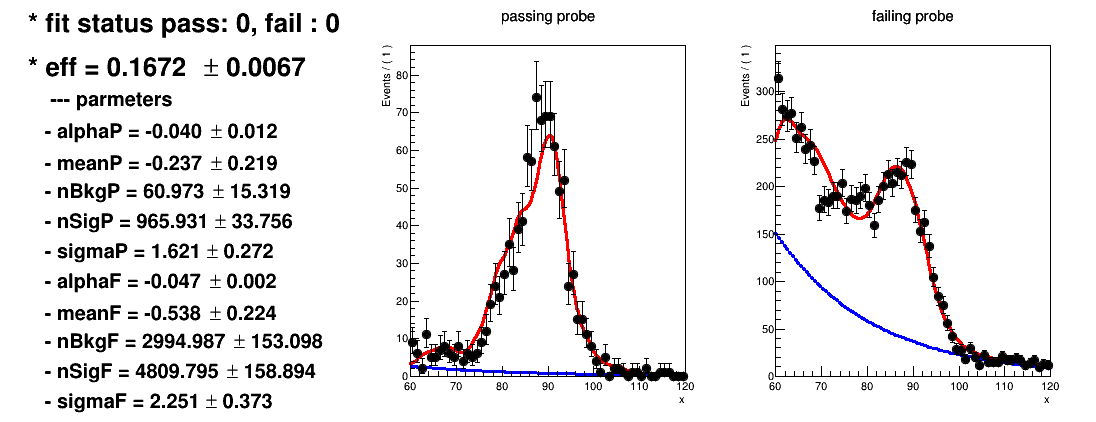 * fit status pass: 0, fail : 0
* eff = 0.1672 ± 0.0067
--- parmeters
- alphaP = -0.040 ± 0.012
- meanP = -0.237 ± 0.219
- nBkgP = 60.973 ± 15.319
- nSigP = 965.931 ± 33.756
- sigmaP = 1.621 ± 0.272
- alphaF = -0.047 ± 0.002
- meanF = -0.538 ± 0.224
- nBkgF = 2994.987 ± 153.098
- nSigF = 4809.795 ± 158.894
- sigmaF = 2.251 ± 0.373
passing probe
Events / ( 1 )
80
70
60
50
40
30
20
10
0
60 70 80 90 100 110 120
x
failing probe
Events / ( 1 )
300
250
200
150
100
50
0
60 70 80 90 100 110 120
x